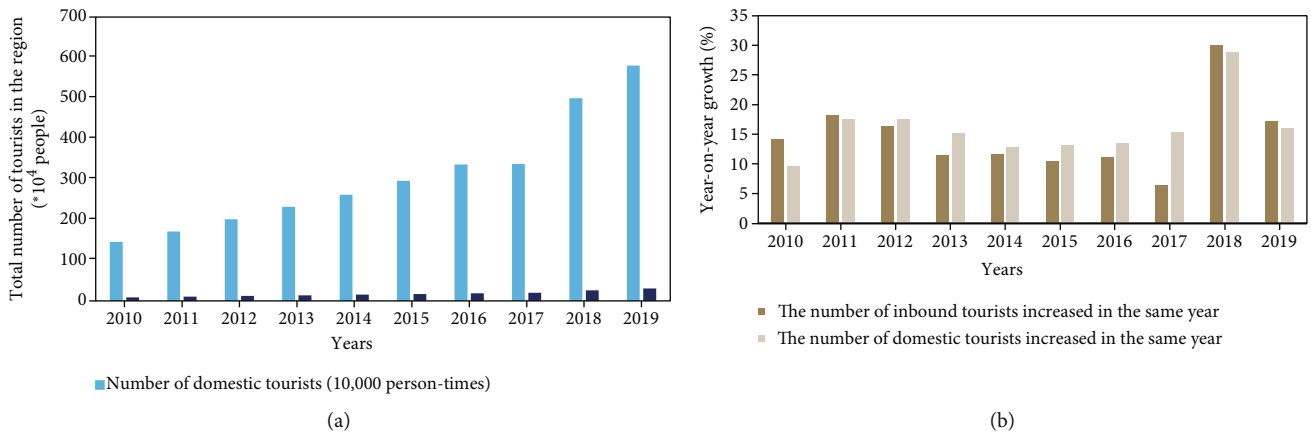 Total number of tourists in the region
(*10⁴ people)
700
600
500
400
300
200
100
0
2010 2011 2012 2013 2014 2015 2016 2017 2018 2019
Years
Number of domestic tourists (10,000 person-times)
(a)
Year-on-year growth (%)
35
30
25
20
15
10
5
0
2010 2011 2012 2013 2014 2015 2016 2017 2018 2019
Years
The number of inbound tourists increased in the same year
The number of domestic tourists increased in the same year
(b)